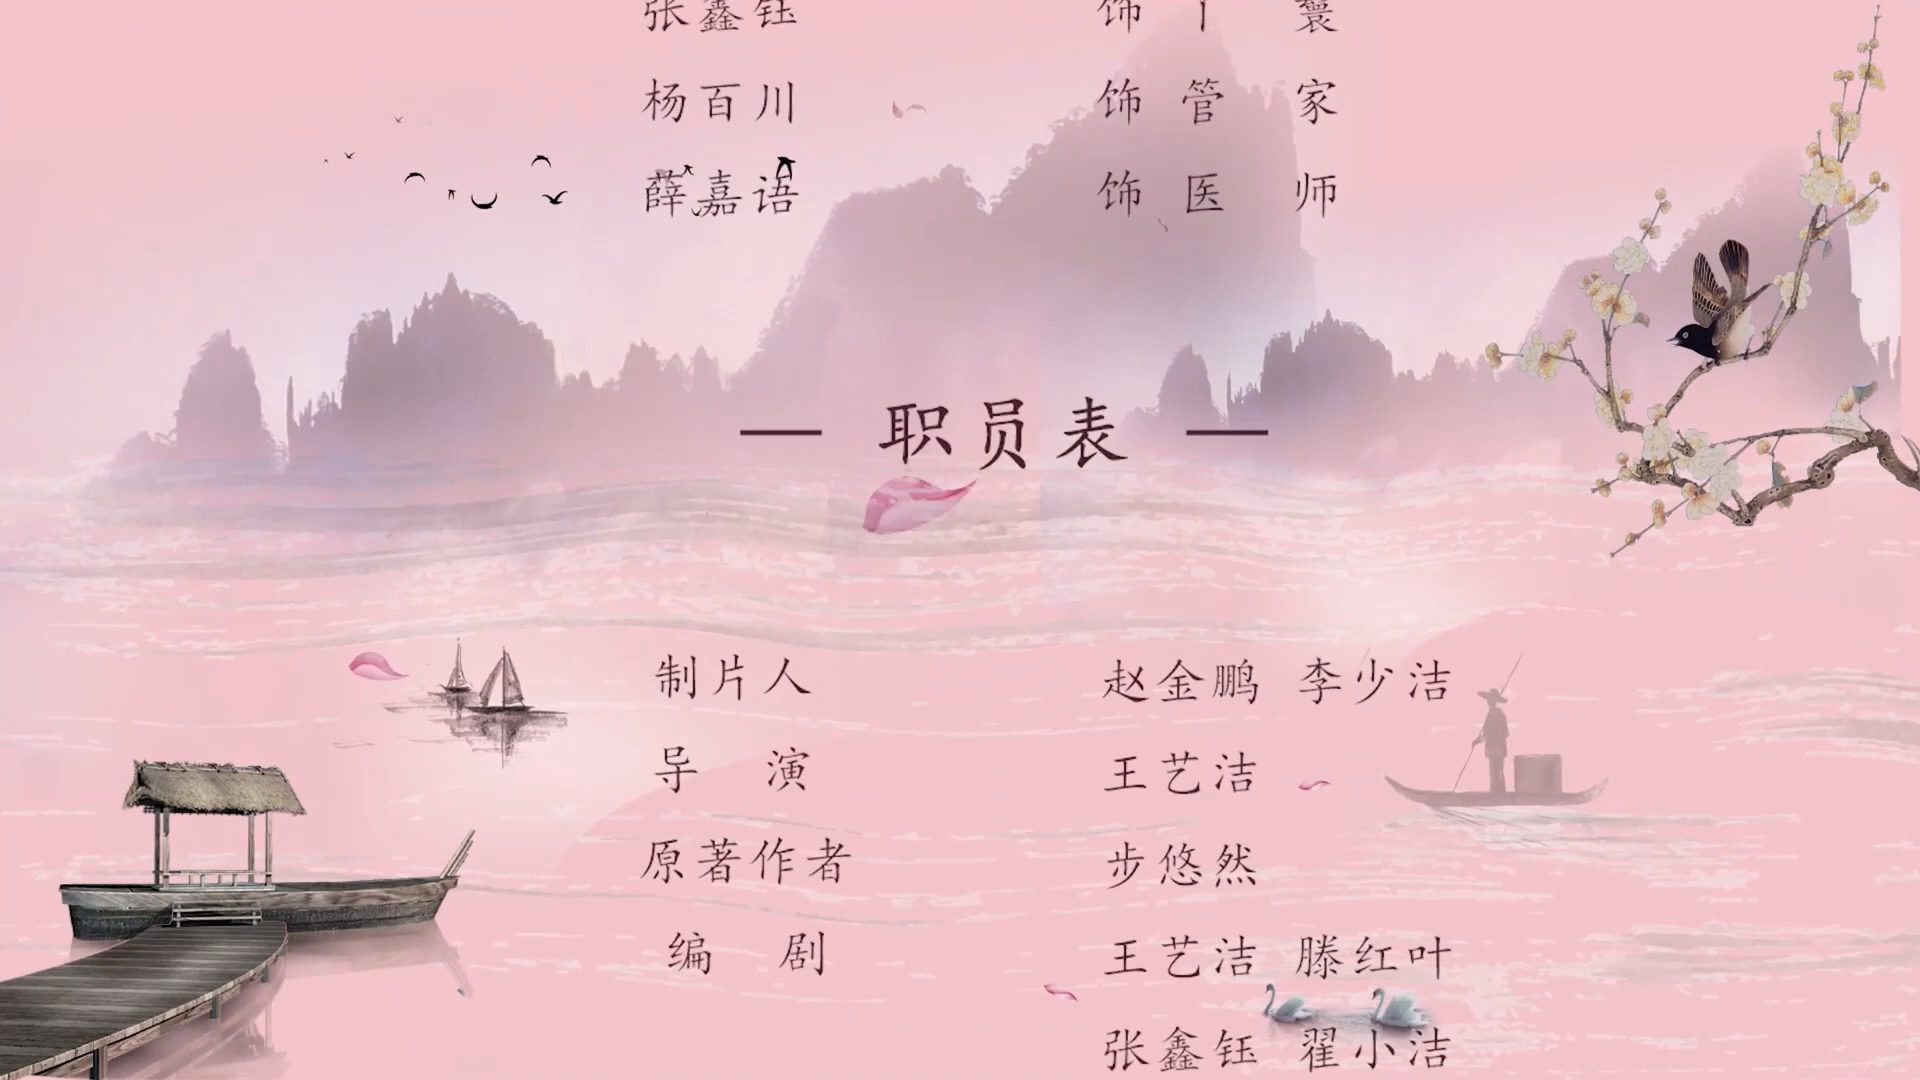 张鑫钰 饰 丫 鬟
杨百川 饰 管 家
薛嘉语 饰 医 师
— 职员表 —
制片人 赵金鹏 李少洁
导 演 王艺洁
原著作者 步悠然
编 剧 王艺洁 滕红叶
张鑫钰 翟小洁